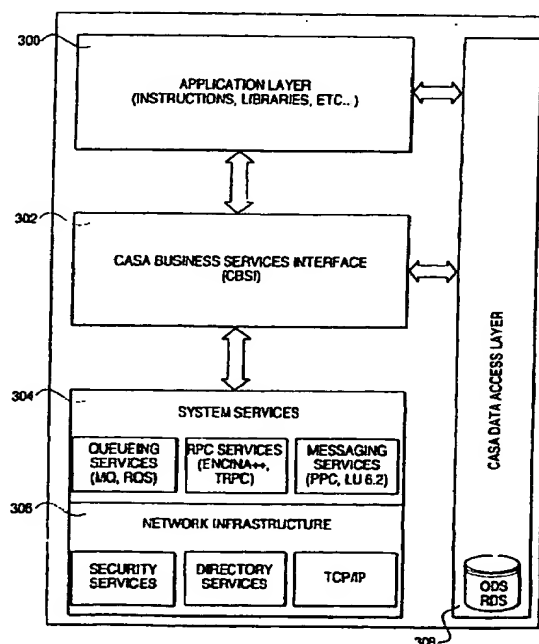 300
APPLICATION LAYER
(INSTRUCTIONS, LIBRARIES, ETC.. )
302
CASA BUSINESS SERVICES INTERFACE
(CBSI)
304
SYSTEM SERVICES
QUEUEING
SERVICES
(MQ, RQS)
RPC SERVICES
(ENCINA++,
TRPC)
MESSAGING
SERVICES
(PPC, LU 6.2)
306
NETWORK INFRASTRUCTURE
SECURITY
SERVICES
DIRECTORY
SERVICES
TCP/IP
CASA DATA ACCESS LAYER
ODS
RDS
308